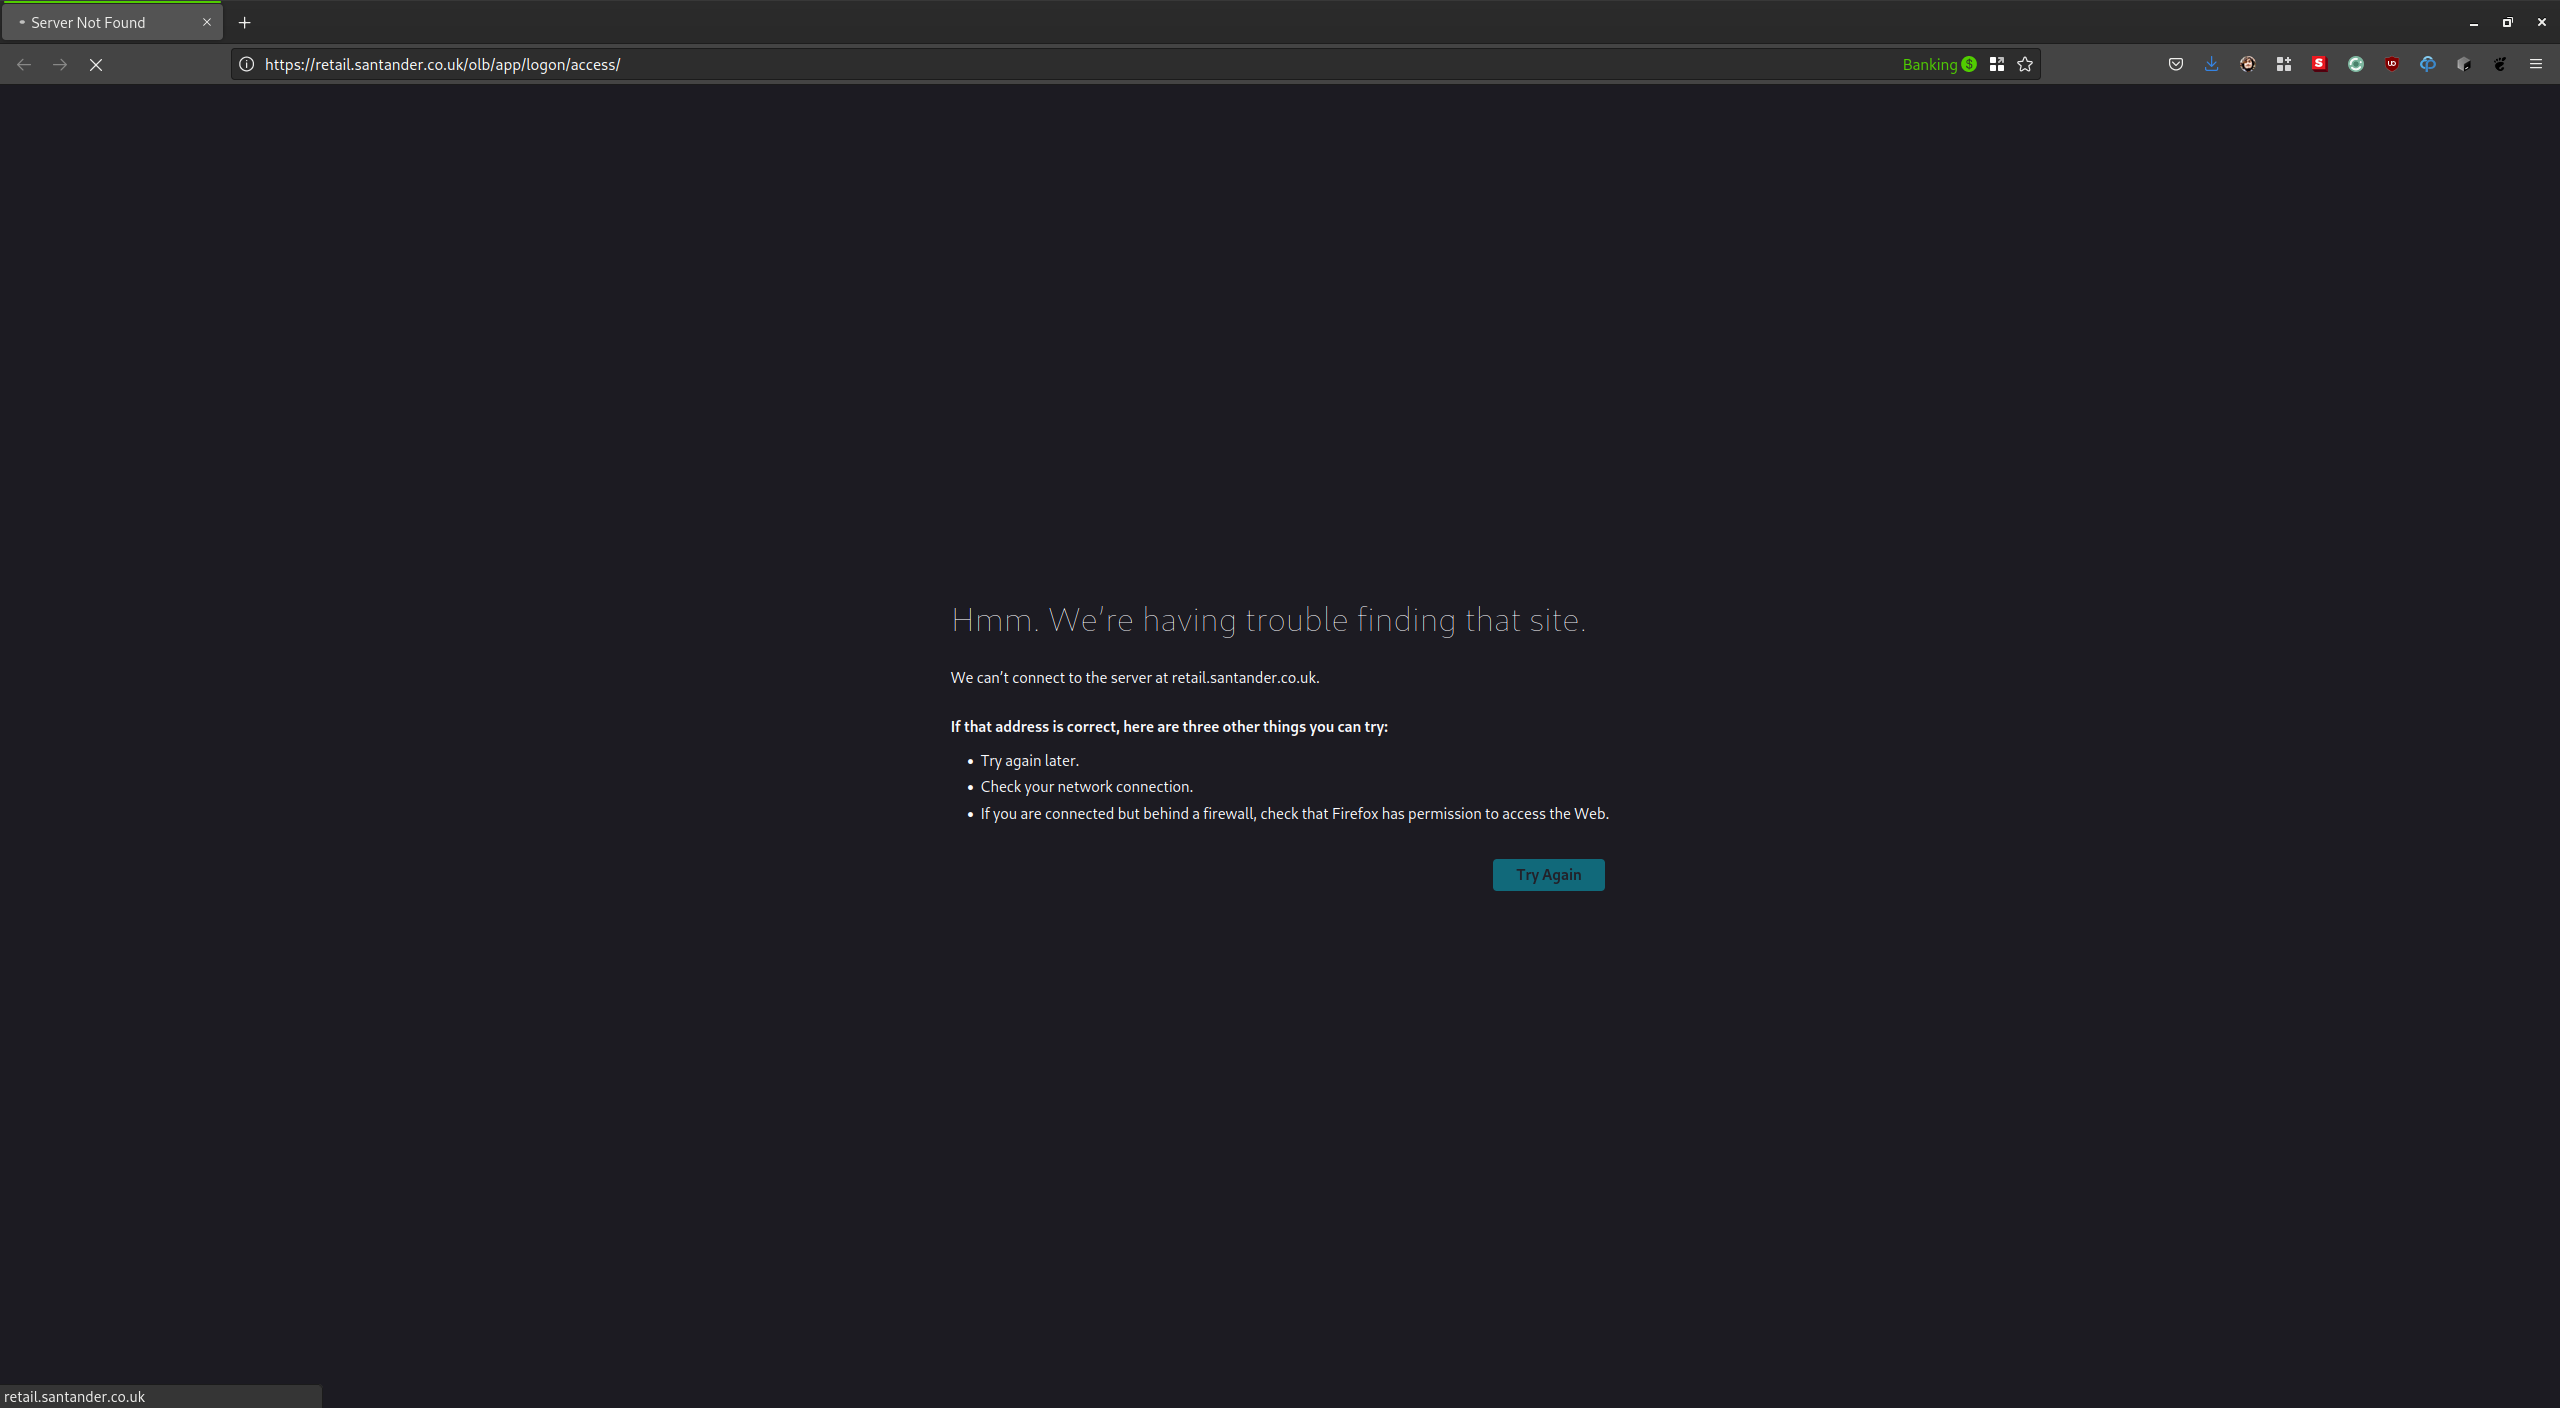 Server Not Found
https://retail.santander.co.uk/olb/app/logon/access/
Banking
Hmm. We're having trouble finding that site.
We can't connect to the server at retail.santander.co.uk.
If that address is correct, here are three other things you can try:
• Try again later.
• Check your network connection.
• If you are connected but behind a firewall, check that Firefox has permission to access the Web.
Try Again
retail.santander.co.uk